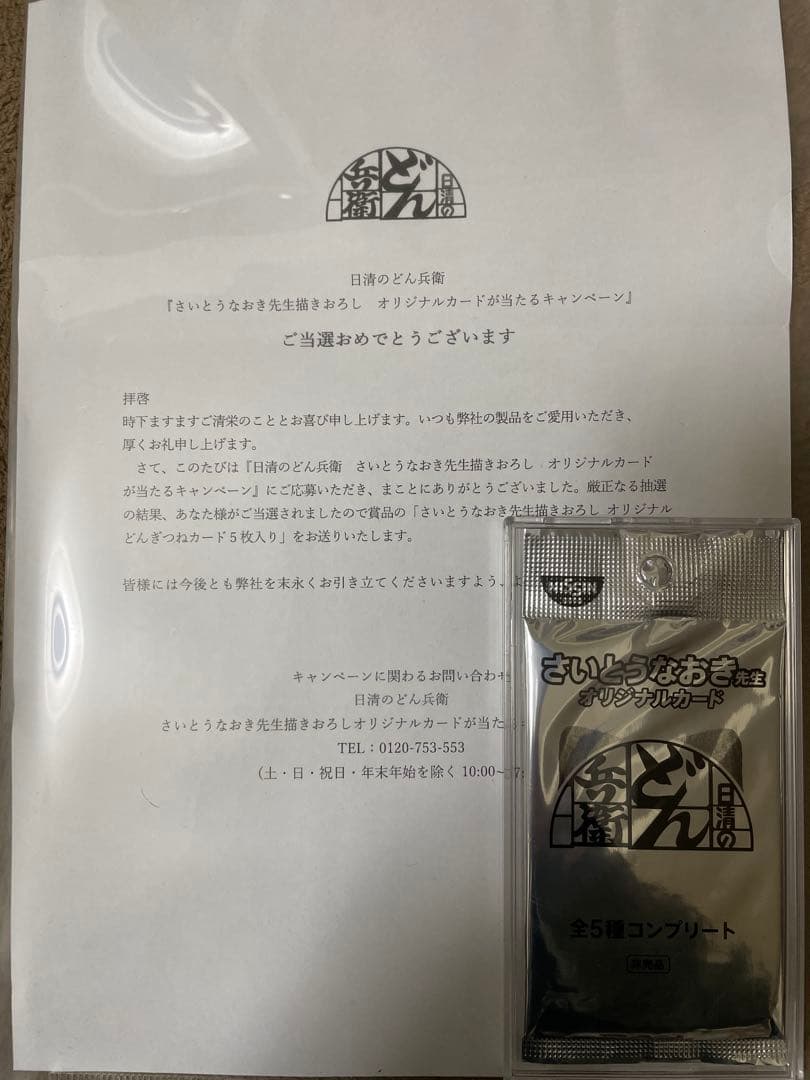 日清の
どん
兵衛
日清のどん兵衛
『さいとうなおき先生描きおろし　オリジナルカードが当たるキャンペーン』
ご当選おめでとうございます
拝啓
時下ますますご清栄のこととお喜び申し上げます。いつも弊社の製品をご愛用いただき、
厚くお礼申し上げます。
　さて、このたびは『日清のどん兵衛　さいとうなおき先生描きおろし　オリジナルカード
が当たるキャンペーン』にご応募いただき、まことにありがとうございました。厳正なる抽選
の結果、あなた様がご当選されましたので賞品の「さいとうなおき先生描きおろし オリジナル
どんぎつねカード５枚入り」をお送りいたします。
皆様には今後とも弊社を末永くお引き立てくださいますよう、
キャンペーンに関わるお問い合わせ
日清のどん兵衛
さいとうなおき先生描きおろしオリジナルカードが当た
TEL：0120-753-553
（土・日・祝日・年末年始を除く 10:00～
NISSIN
さいとうなおき先生
オリジナルカード
日清の
どん
兵衛
全5種コンプリート
非売品